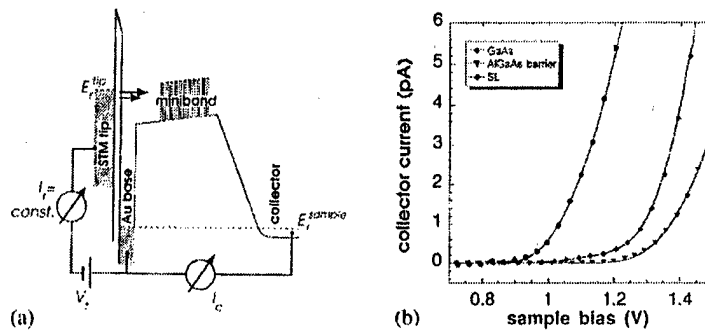 E_F^tip
miniband
STM tip
Au base
collector
E_F^sample
I_t=
const.
V_t
I_c
(a)
collector current (pA)
6
5
4
3
2
1
0
GaAs
AlGaAs barrier
SL
0.8
1
1.2
1.4
sample bias (V)
(b)